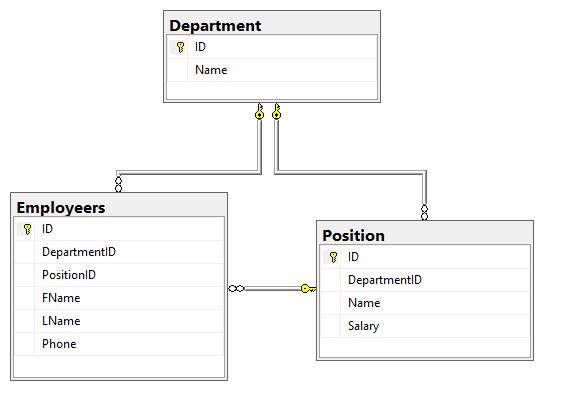 Department
ID
Name
Employeers
ID
DepartmentID
PositionID
FName
LName
Phone
Position
ID
DepartmentID
Name
Salary